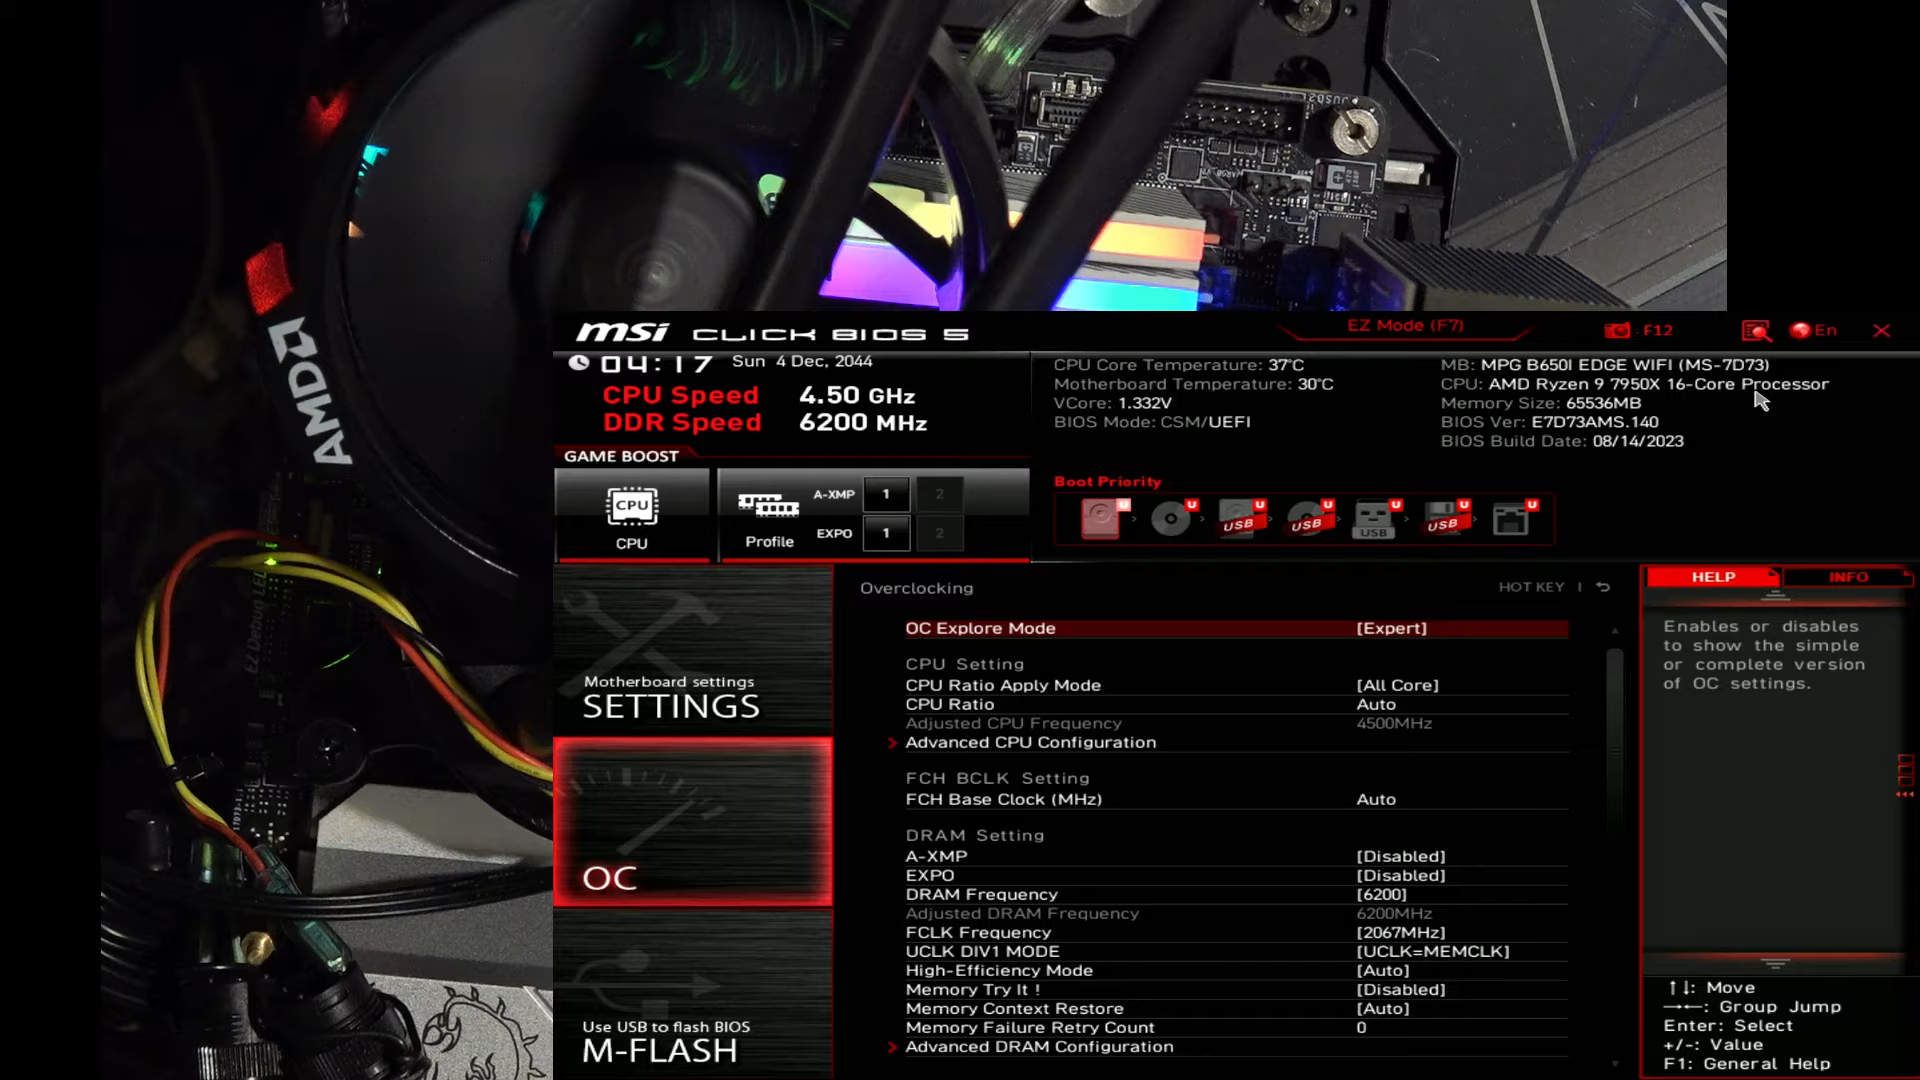 JUSB2
AMD
EZ Debug LED
msi CLICK BIOS 5
EZ Mode (F7)
: F12
En
04:17 Sun 4 Dec, 2044
CPU Speed 4.50 GHz
DDR Speed 6200 MHz
CPU Core Temperature: 37°C
Motherboard Temperature: 30°C
VCore: 1.332V
BIOS Mode: CSM/UEFI
MB: MPG B650I EDGE WIFI (MS-7D73)
CPU: AMD Ryzen 9 7950X 16-Core Processor
Memory Size: 65536MB
BIOS Ver: E7D73AMS.140
BIOS Build Date: 08/14/2023
GAME BOOST
CPU
CPU
Profile
A-XMP 1 2
EXPO 1 2
Boot Priority
U U U U U U U
USB USB USB USB
Motherboard settings
SETTINGS
OC
Use USB to flash BIOS
M-FLASH
Overclocking
HOT KEY |
OC Explore Mode [Expert]
CPU Setting
CPU Ratio Apply Mode [All Core]
CPU Ratio Auto
Adjusted CPU Frequency 4500MHz
> Advanced CPU Configuration
FCH BCLK Setting
FCH Base Clock (MHz) Auto
DRAM Setting
A-XMP [Disabled]
EXPO [Disabled]
DRAM Frequency [6200]
Adjusted DRAM Frequency 6200MHz
FCLK Frequency [2067MHz]
UCLK DIV1 MODE [UCLK=MEMCLK]
High-Efficiency Mode [Auto]
Memory Try It ! [Disabled]
Memory Context Restore [Auto]
Memory Failure Retry Count 0
> Advanced DRAM Configuration
HELP
INFO
Enables or disables
to show the simple
or complete version
of OC settings.
↑↓: Move
→←: Group Jump
Enter: Select
+/-: Value
F1: General Help